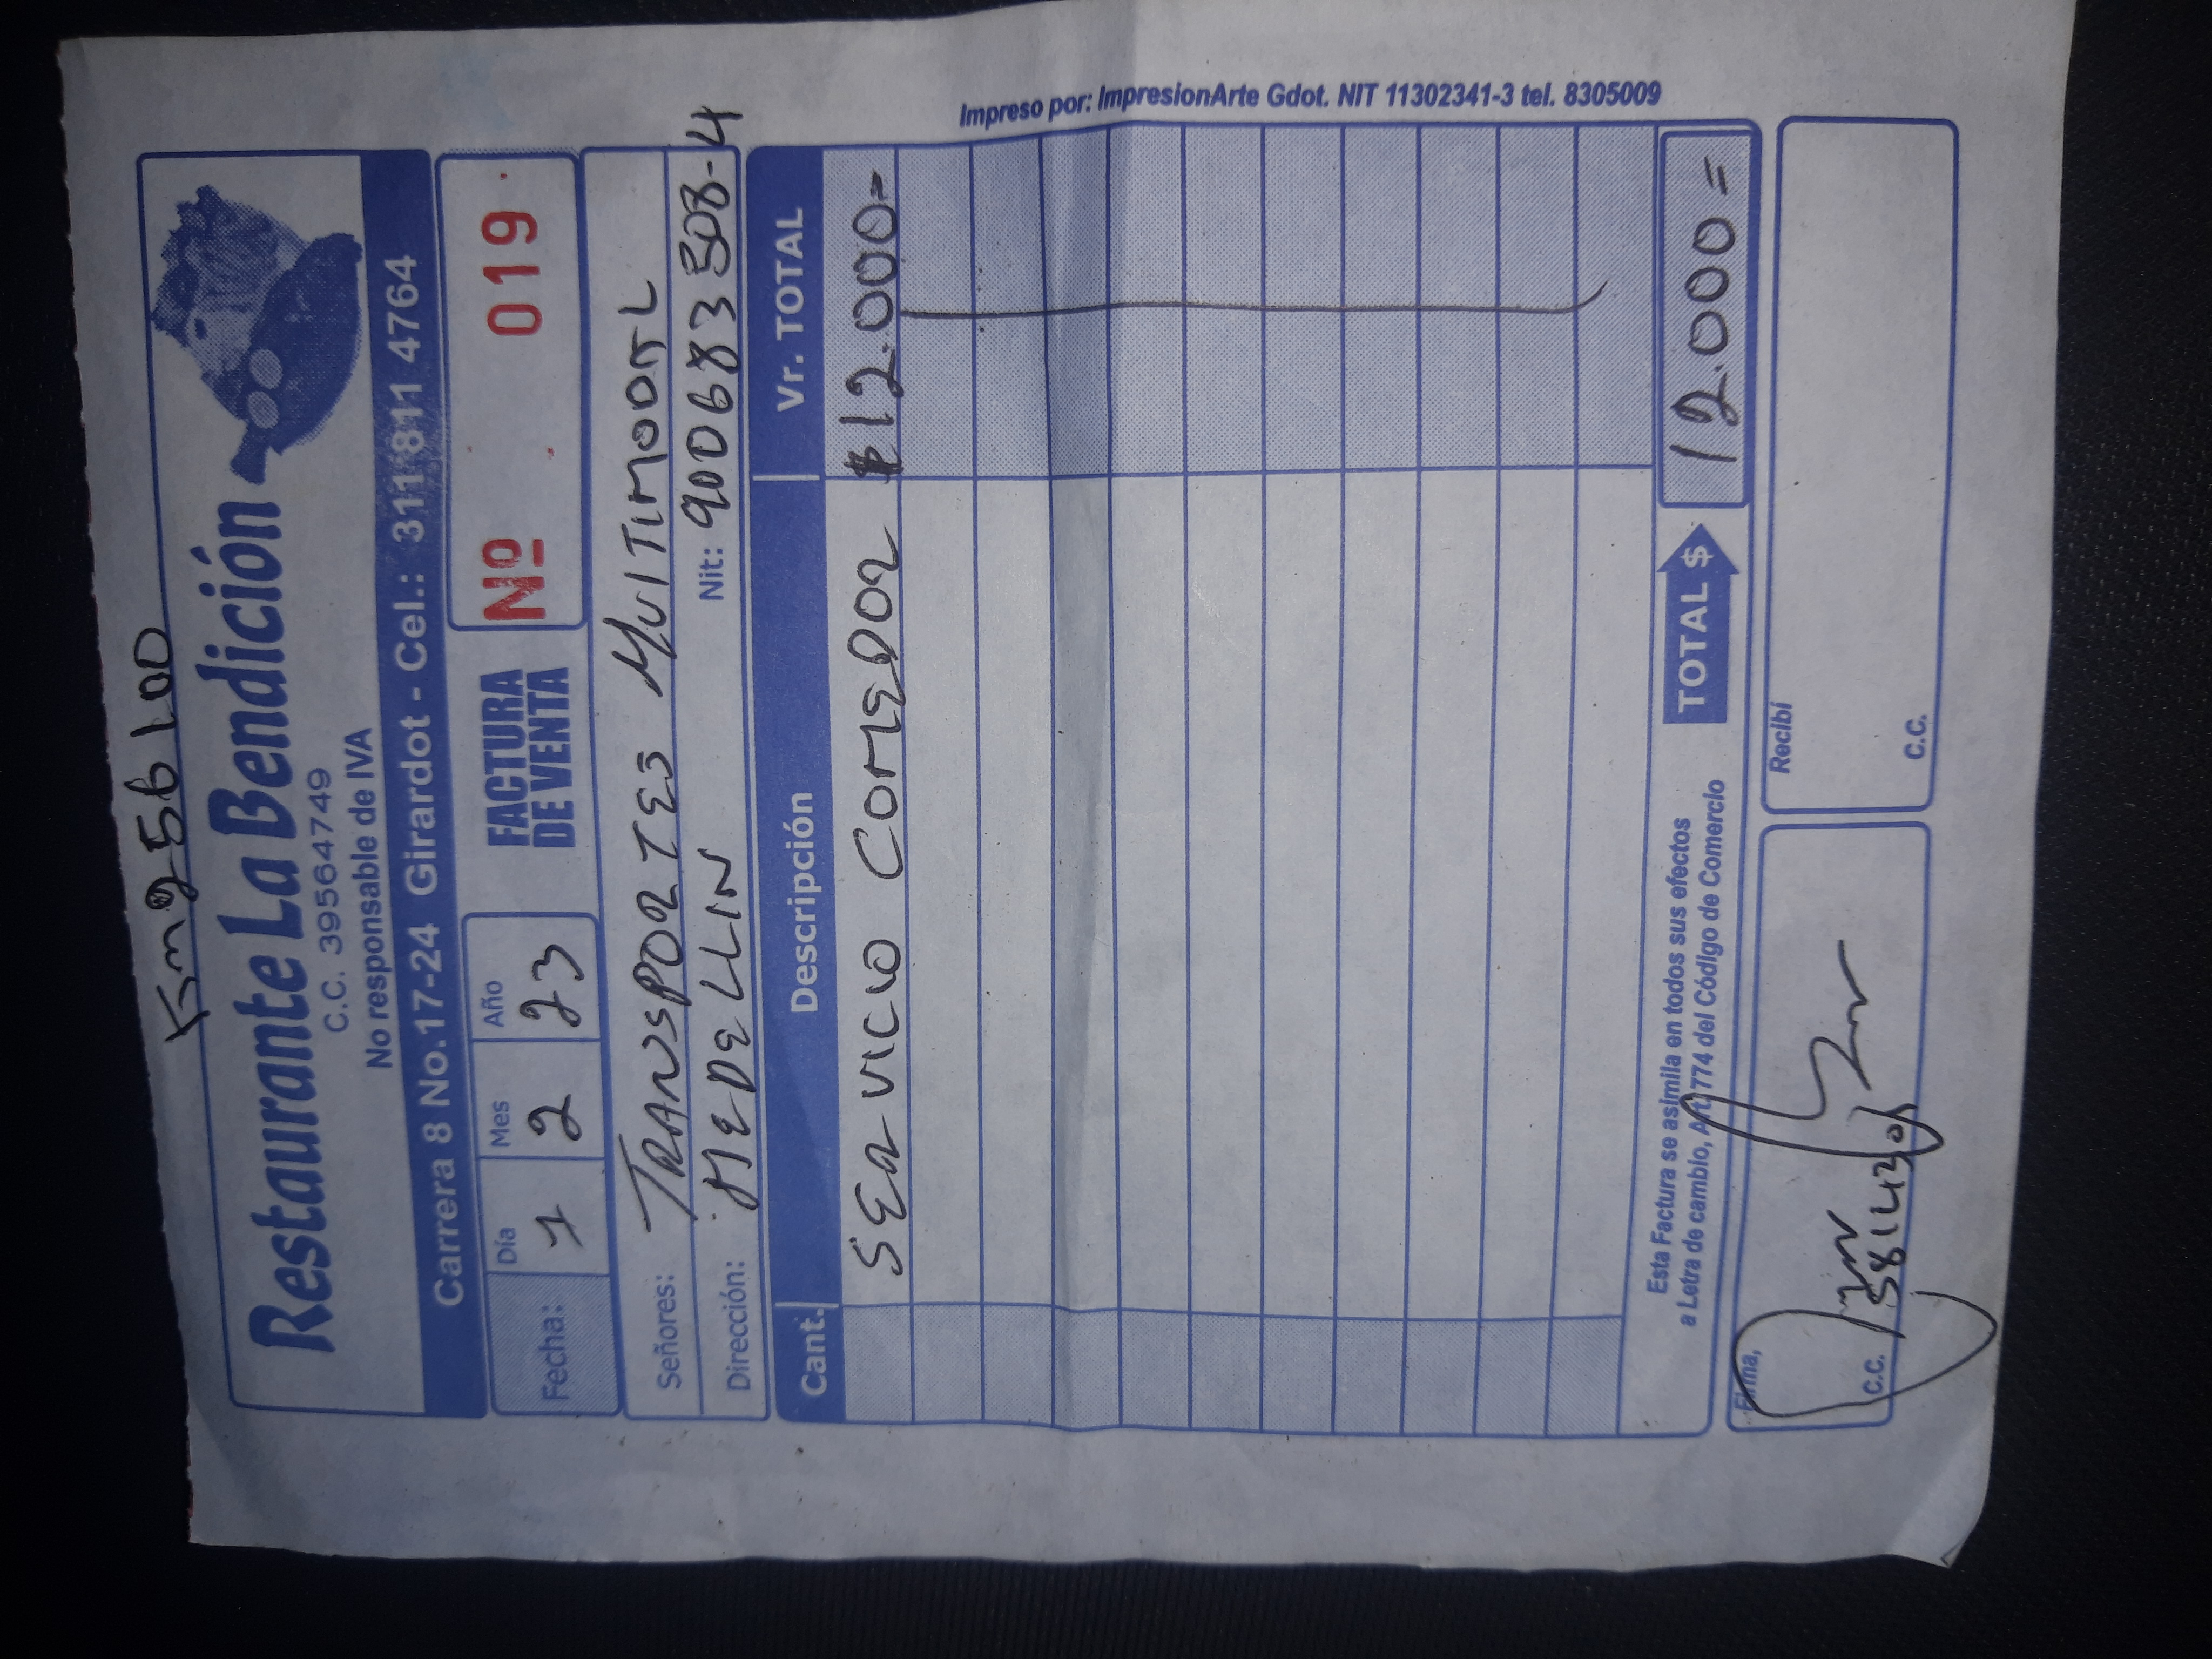 Km 256100
Restaurante La Bendición
C.C. 39564749
No responsable de IVA
Carrera 8 No.17-24 Girardot - Cel.: 311 811 4764
Fecha: Día 1 Mes 2 Año 23
FACTURA DE VENTA
Nº 019
Señores: TRANSPORTES MUlTIMODAL
Dirección: MEDELLIN Nit: 900683508-4
Cant. Descripción Vr. TOTAL
SERVICIO COMEDOR $12.000=
Esta Factura se asimila en todos sus efectos
a Letra de cambio, Art. 774 del Código de Comercio
TOTAL $ 12.000=
Firma,
C.C.
Recibí
C.C.
Impreso por: ImpresionArte Gdot. NIT 11302341-3 tel. 8305009